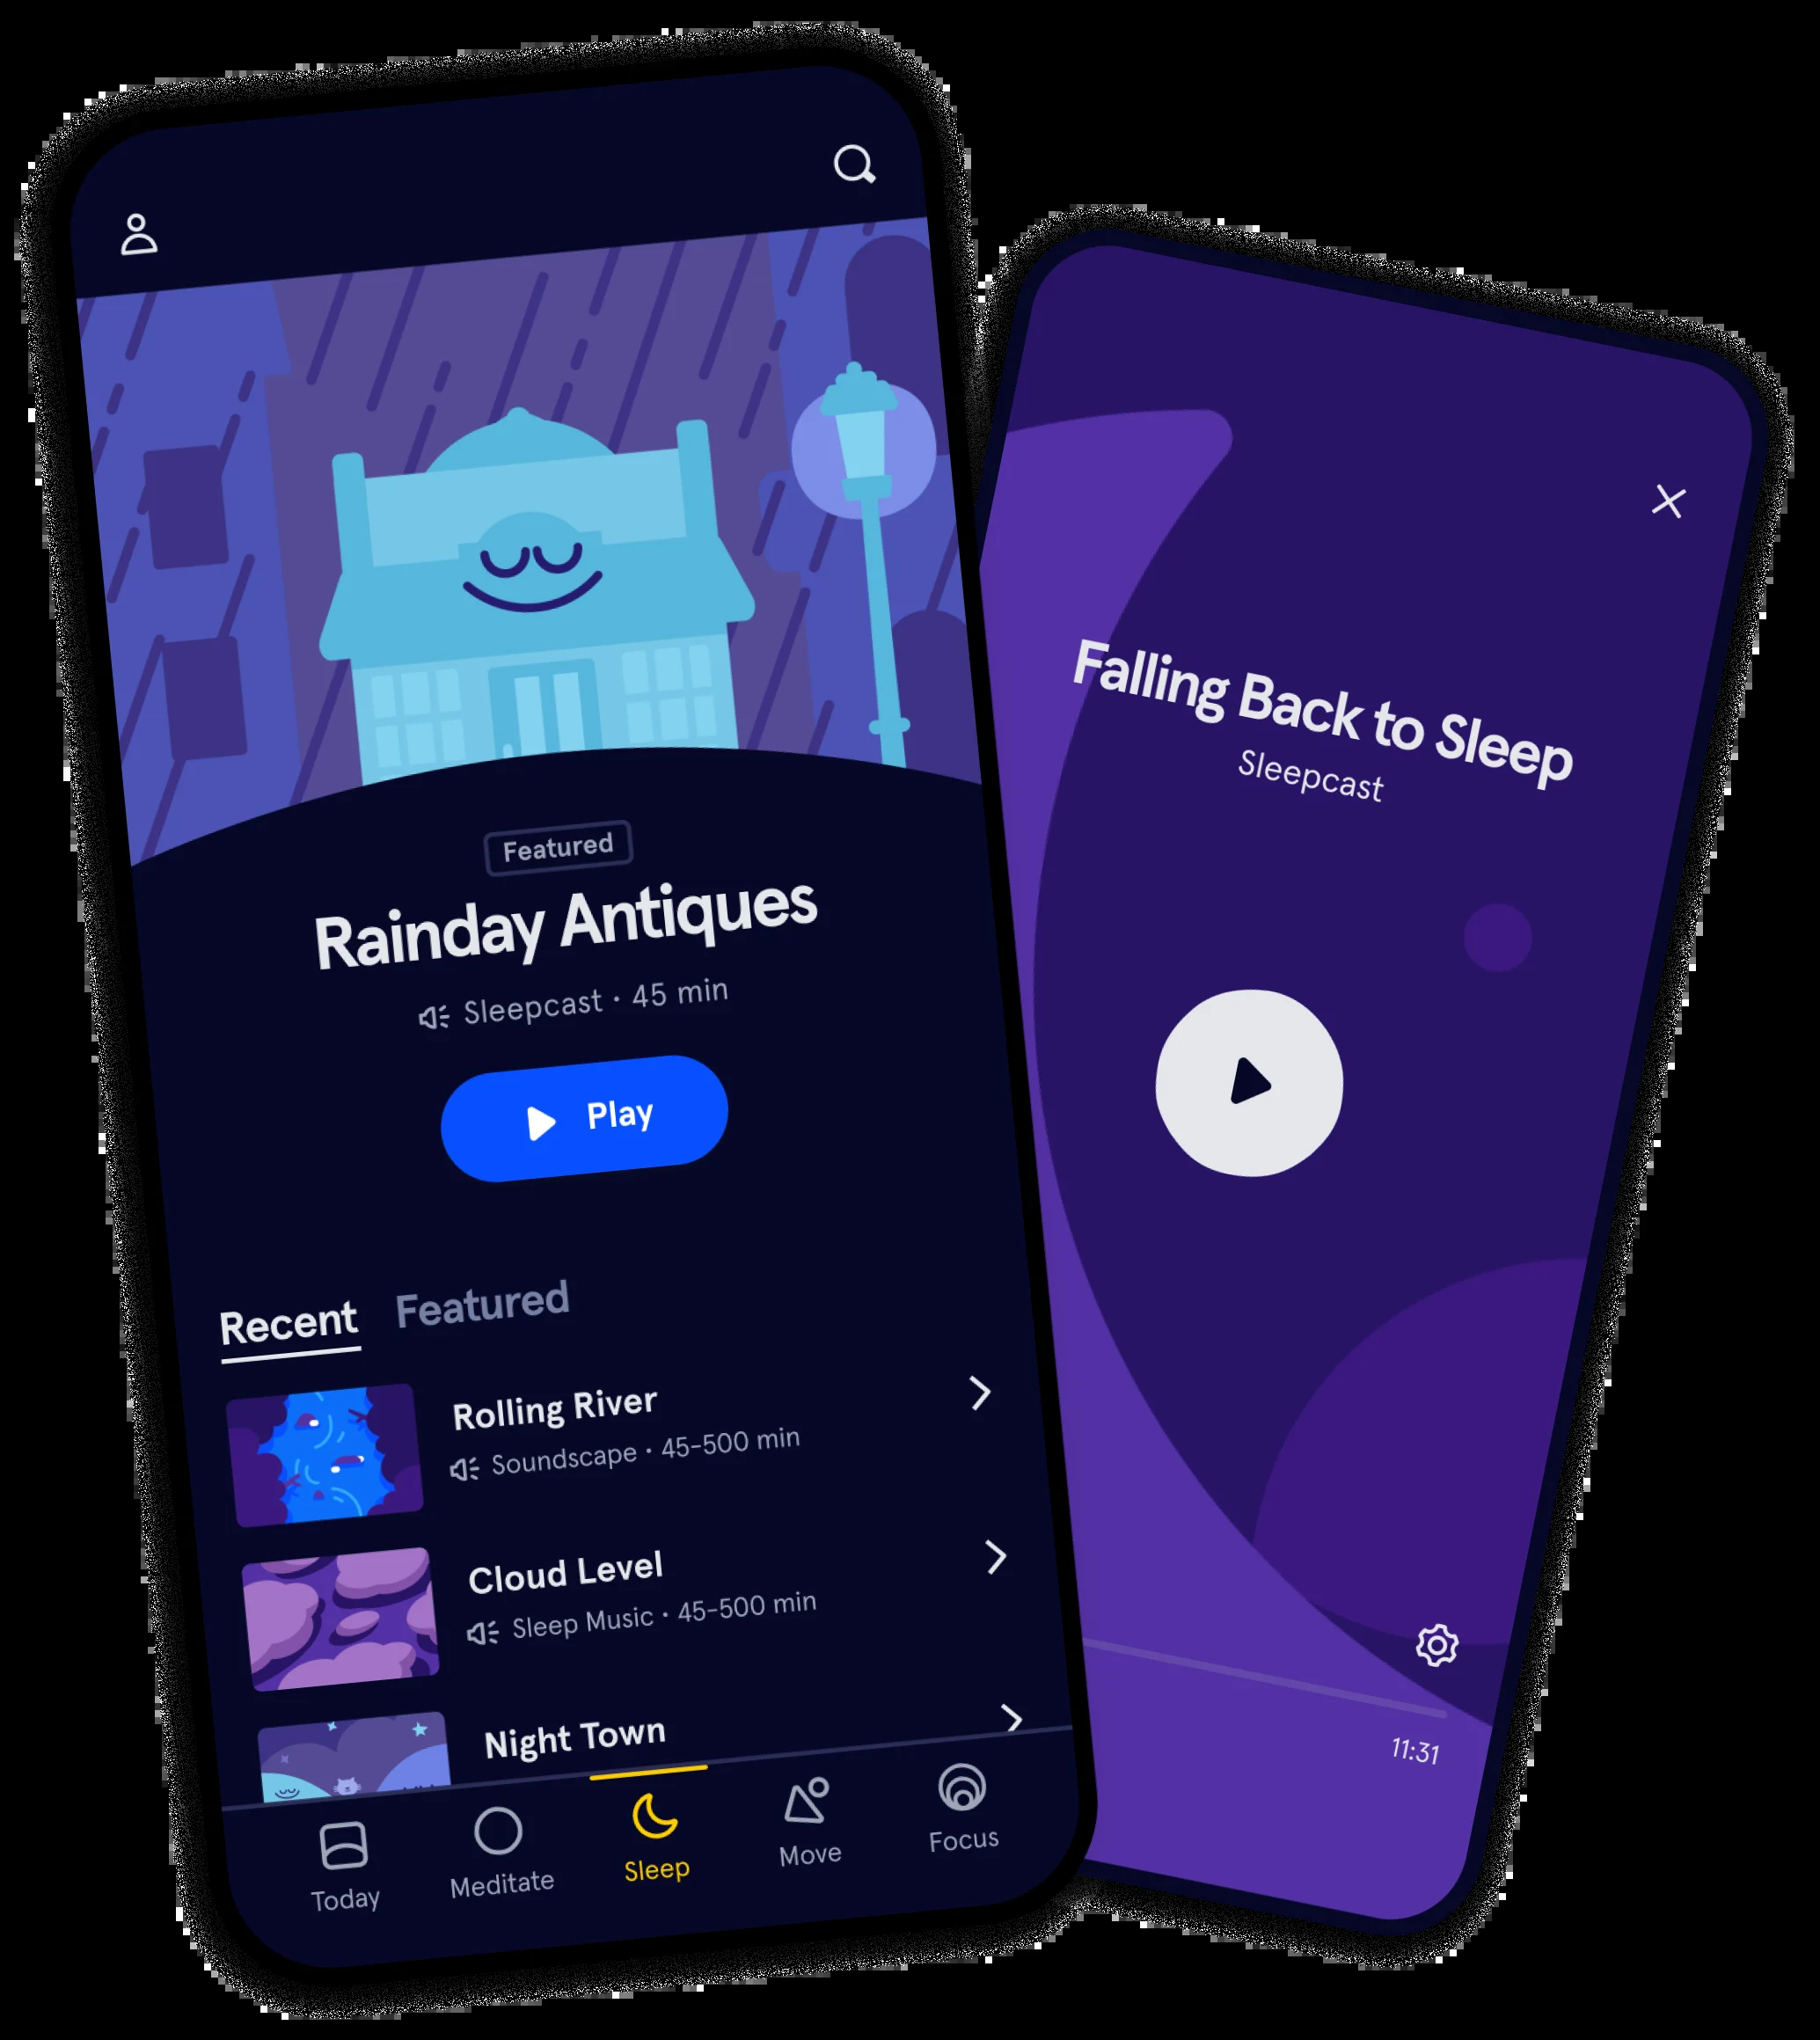 Featured
Rainday Antiques
Sleepcast • 45 min
Play
Recent Featured
Rolling River
Soundscape • 45-500 min
Cloud Level
Sleep Music • 45-500 min
Night Town
Today Meditate Sleep Move Focus
Falling Back to Sleep
Sleepcast
11:31